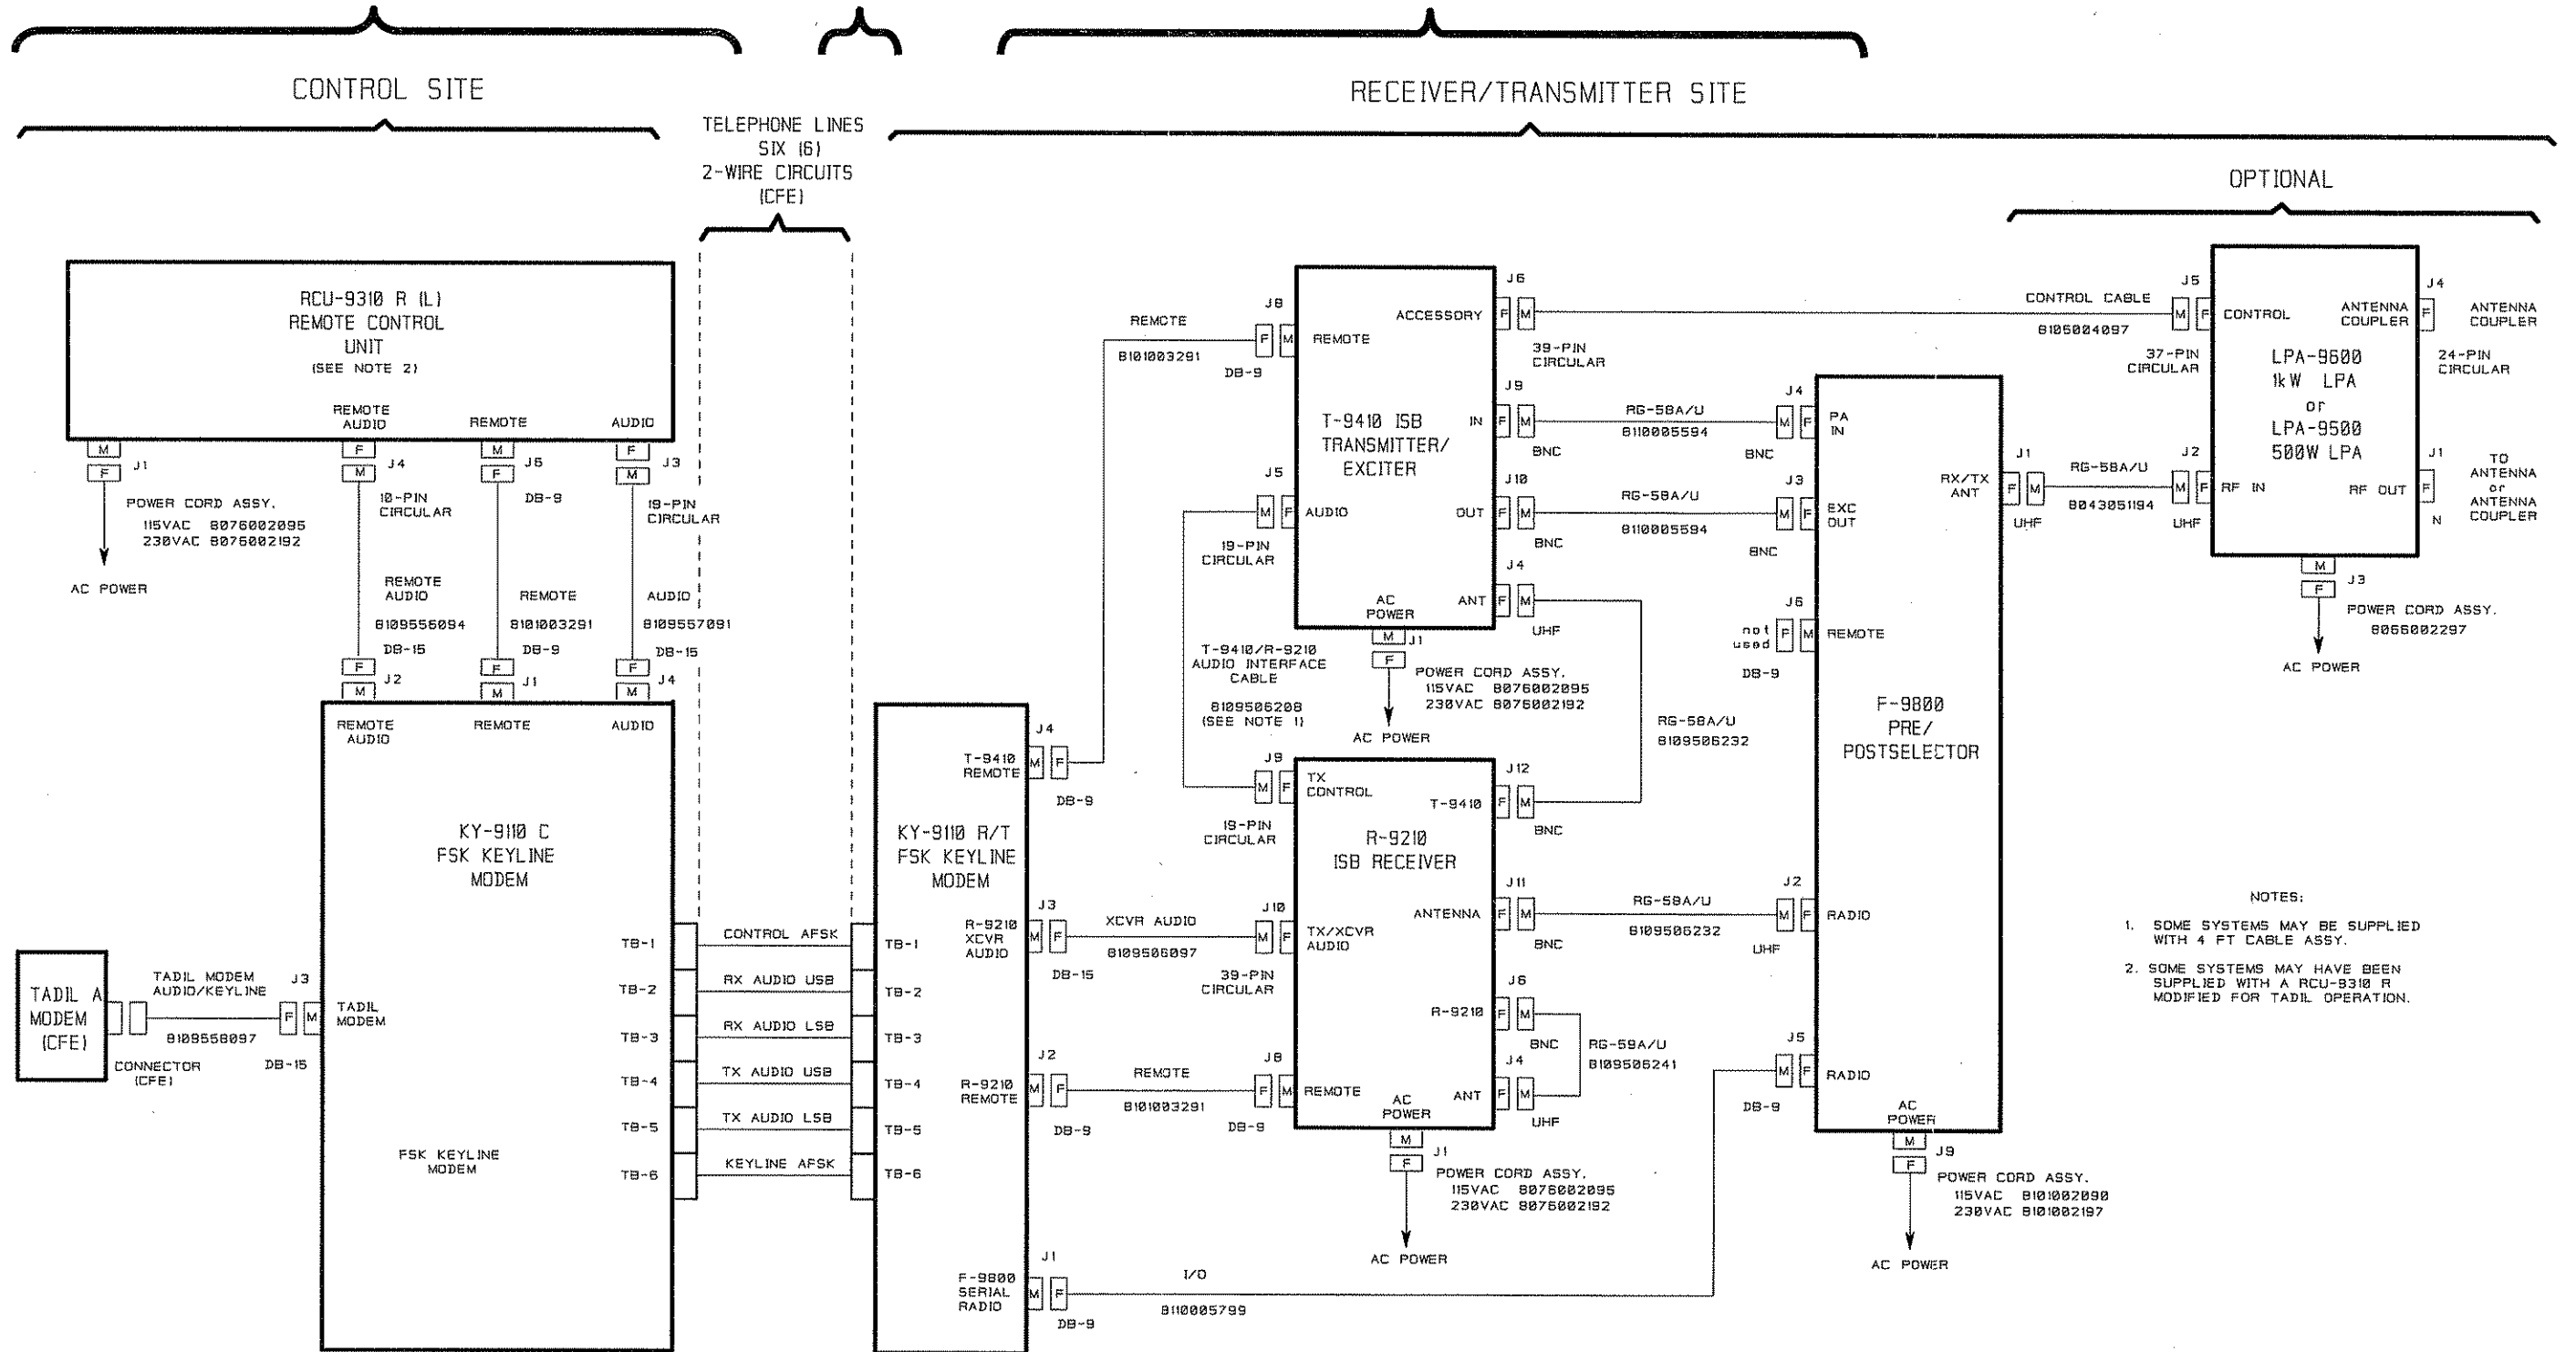 CONTROL SITE
RECEIVER/TRANSMITTER SITE
TELEPHONE LINES
SIX (6)
2-WIRE CIRCUITS
(CFE)
OPTIONAL
RCU-9310 R (L)
REMOTE CONTROL
UNIT
(SEE NOTE 2)
REMOTE
AUDIO
REMOTE
AUDIO
M
F
J1
F
M
J4
M
F
J6
F
M
J3
POWER CORD ASSY.
115VAC 8076002095
230VAC 8076002192
AC POWER
10-PIN
CIRCULAR
DB-9
19-PIN
CIRCULAR
REMOTE
AUDIO
8109556094
DB-15
REMOTE
8101003291
DB-9
AUDIO
8109557091
DB-15
F
M
J2
F
M
J1
F
M
J4
REMOTE
AUDIO
REMOTE
AUDIO
KY-9110 C
FSK KEYLINE
MODEM
TADIL A
MODEM
(CFE)
TADIL MODEM
AUDIO/KEYLINE
8109558097
CONNECTOR
(CFE)
J3
F M
DB-15
TADIL
MODEM
FSK KEYLINE
MODEM
TB-1
TB-2
TB-3
TB-4
TB-5
TB-6
CONTROL AFSK
RX AUDIO USB
RX AUDIO LSB
TX AUDIO USB
TX AUDIO LSB
KEYLINE AFSK
TB-1
TB-2
TB-3
TB-4
TB-5
TB-6
KY-9110 R/T
FSK KEYLINE
MODEM
T-9410
REMOTE
J4
M F
DB-9
R-9210
XCVR
AUDIO
J3
M F
DB-15
R-9210
REMOTE
J2
M F
DB-9
F-9800
SERIAL
RADIO
J1
M F
DB-9
REMOTE
8101003291
J8
F M
DB-9
REMOTE
ACCESSORY
J6
F M
39-PIN
CIRCULAR
T-9410 ISB
TRANSMITTER/
EXCITER
J9
IN
F M
BNC
J10
OUT
F M
BNC
J4
ANT
F M
UHF
J5
M F
AUDIO
19-PIN
CIRCULAR
AC
POWER
M
F
J1
POWER CORD ASSY.
115VAC 8076002095
230VAC 8076002192
AC POWER
T-9410/R-9210
AUDIO INTERFACE
CABLE
8109506208
(SEE NOTE 1)
RG-58A/U
8109506232
J9
M F
TX
CONTROL
19-PIN
CIRCULAR
J12
T-9410
F M
BNC
R-9210
ISB RECEIVER
XCVR AUDIO
8109506097
J10
M F
TX/XCVR
AUDIO
39-PIN
CIRCULAR
J11
ANTENNA
F M
BNC
J6
R-9210
F M
BNC
RG-59A/U
8109506241
J4
ANT
F M
UHF
REMOTE
8101003291
J8
F M
REMOTE
DB-9
AC
POWER
M
F
J1
POWER CORD ASSY.
115VAC 8076002095
230VAC 8076002192
AC POWER
I/O
8110005799
RG-58A/U
8110005594
J4
M F
PA
IN
BNC
RG-58A/U
8110005594
J3
M F
EXC
OUT
BNC
J6
not
used
F M
REMOTE
DB-9
F-9800
PRE/
POSTSELECTOR
RG-58A/U
8109506232
J2
M F
RADIO
UHF
J5
M F
RADIO
DB-9
AC
POWER
M
F
J9
POWER CORD ASSY.
115VAC 8101002090
230VAC 8101002197
AC POWER
RX/TX
ANT
J1
F M
UHF
RG-58A/U
8043051194
J2
M F
RF IN
UHF
CONTROL CABLE
8105004097
J5
M F
CONTROL
37-PIN
CIRCULAR
ANTENNA
COUPLER
J4
F
ANTENNA
COUPLER
24-PIN
CIRCULAR
LPA-9600
1kW LPA
or
LPA-9500
500W LPA
RF OUT
J1
F
N
TO
ANTENNA
or
ANTENNA
COUPLER
M
F
J3
POWER CORD ASSY.
8066002297
AC POWER
NOTES:
1. SOME SYSTEMS MAY BE SUPPLIED
WITH 4 FT CABLE ASSY.
2. SOME SYSTEMS MAY HAVE BEEN
SUPPLIED WITH A RCU-9310 R
MODIFIED FOR TADIL OPERATION.